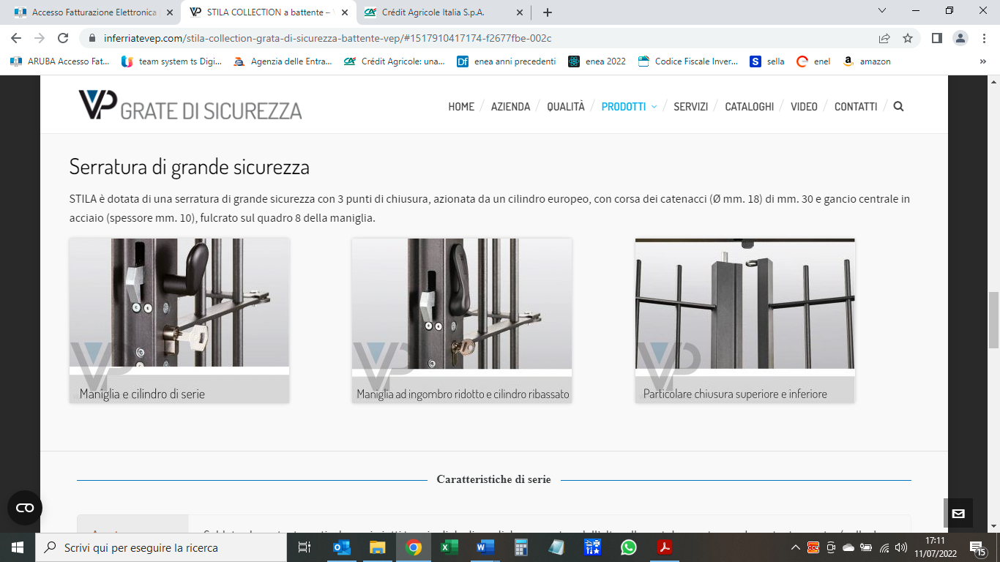 Accesso Fatturazione Elettronica
STILA COLLECTION a battente – V
Crédit Agricole Italia S.p.A.
inferriatevep.com/stila-collection-grata-di-sicurezza-battente-vep/#1517910417174-f2677fbe-002c
ARUBA Accesso Fat...
team system ts Digi...
Agenzia delle Entra...
Crédit Agricole: una...
enea anni precedenti
enea 2022
Codice Fiscale Inver...
sella
enel
amazon
»
VP GRATE DI SICUREZZA
HOME / AZIENDA / QUALITÀ / PRODOTTI / SERVIZI / CATALOGHI / VIDEO / CONTATTI /
Serratura di grande sicurezza
STILA è dotata di una serratura di grande sicurezza con 3 punti di chiusura, azionata da un cilindro europeo, con corsa dei catenacci (Ø mm. 18) di mm. 30 e gancio centrale in
acciaio (spessore mm. 10), fulcrato sul quadro 8 della maniglia.
VP
Maniglia e cilindro di serie
VP
Maniglia ad ingombro ridotto e cilindro ribassato
VP
Particolare chiusura superiore e inferiore
Caratteristiche di serie
Scrivi qui per eseguire la ricerca
17:11
11/07/2022
15